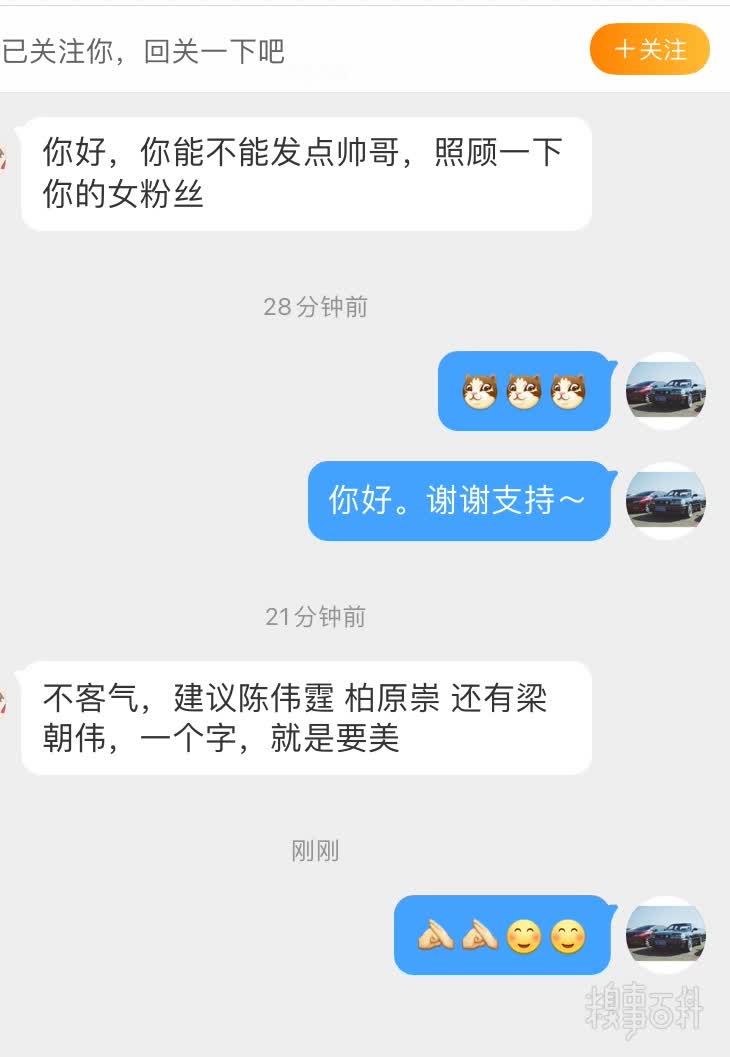 已关注你，回关一下吧
＋关注
你好，你能不能发点帅哥，照顾一下
你的女粉丝
28分钟前
你好。谢谢支持～
21分钟前
不客气，建议陈伟霆 柏原崇 还有梁
朝伟，一个字，就是要美
刚刚
糗事百科